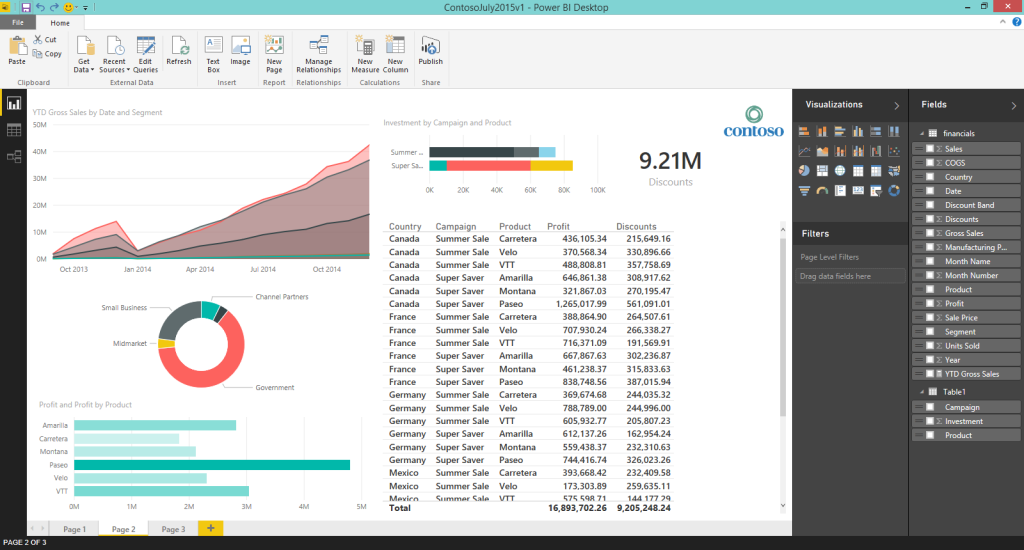 ContosoJuly2015v1 - Power BI Desktop
File Home
Paste
Cut
Copy
Clipboard
Get Data
Recent Sources
Edit Queries
Refresh
External Data
Text Box
Image
Insert
New Page
Report
Manage Relationships
Relationships
New Measure
New Column
Calculations
Publish
Share
YTD Gross Sales by Date and Segment
50M
40M
30M
20M
10M
0M
Oct 2013 Jan 2014 Apr 2014 Jul 2014 Oct 2014
Investment by Campaign and Product
Summer ...
Super Sa...
0K 20K 40K 60K 80K 100K
contoso
9.21M
Discounts
Channel Partners
Small Business
Midmarket
Government
Profit and Profit by Product
Amarilla
Carretera
Montana
Paseo
Velo
VTT
0M 1M 2M 3M 4M 5M
Country Campaign Product Profit Discounts
Canada Summer Sale Carretera 436,105.34 215,649.16
Canada Summer Sale Velo 370,568.34 330,896.66
Canada Summer Sale VTT 488,808.81 357,758.69
Canada Super Saver Amarilla 646,861.38 308,917.62
Canada Super Saver Montana 321,867.03 270,195.47
Canada Super Saver Paseo 1,265,017.99 561,091.01
France Summer Sale Carretera 388,864.90 264,507.61
France Summer Sale Velo 707,930.24 266,338.27
France Summer Sale VTT 716,371.09 191,569.91
France Super Saver Amarilla 667,867.63 302,236.87
France Super Saver Montana 461,238.37 315,833.63
France Super Saver Paseo 838,748.56 387,015.94
Germany Summer Sale Carretera 369,674.68 244,035.32
Germany Summer Sale Velo 788,789.00 244,996.00
Germany Summer Sale VTT 605,932.77 205,807.23
Germany Super Saver Amarilla 612,137.26 162,954.24
Germany Super Saver Montana 559,438.37 232,310.63
Germany Super Saver Paseo 744,416.74 326,023.26
Mexico Summer Sale Carretera 393,668.42 232,409.58
Mexico Summer Sale Velo 173,303.89 259,635.11
Mexico Summer Sale VTT 575,598.71 144,177.29
Total 16,893,702.26 9,205,248.24
Visualizations
Filters
Page Level Filters
Drag data fields here
Fields
financials
Sales
COGS
Country
Date
Discount Band
Discounts
Gross Sales
Manufacturing P...
Month Name
Month Number
Product
Profit
Sale Price
Segment
Units Sold
Year
YTD Gross Sales
Table1
Campaign
Investment
Product
Page 1 Page 2 Page 3 +
PAGE 2 OF 3